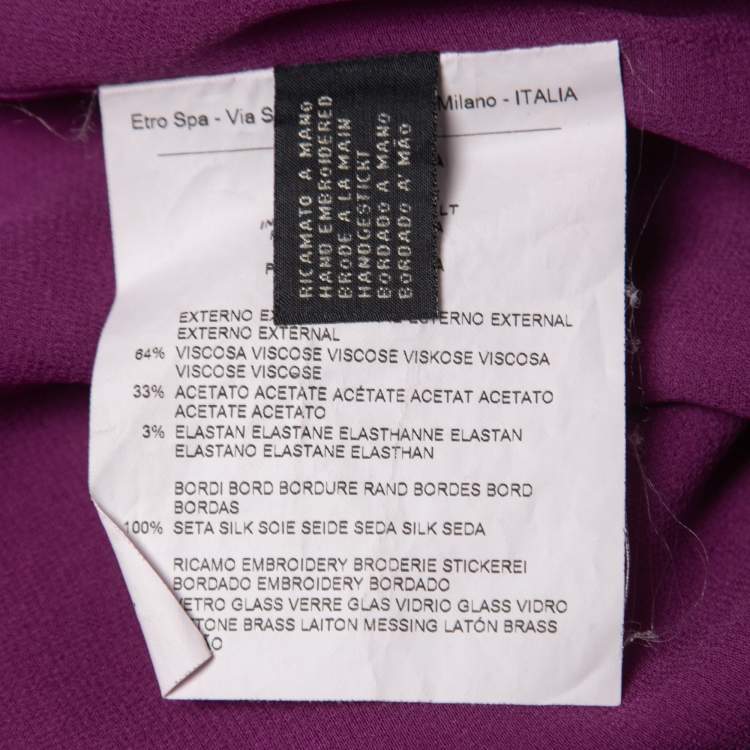 Etro Spa - Via S Milano - ITALIA
RICAMATO A MANO
HAND EMBROIDERED
BRODE A LA MAIN
HANDGESTICKT
BORDADO A MANO
BORDADO A' MÃO
EXTERNO EXTERNO EXTERNAL
EXTERNO EXTERNAL
64% VISCOSA VISCOSE VISCOSE VISKOSE VISCOSA
VISCOSE VISCOSE
33% ACETATO ACETATE ACÉTATE ACETAT ACETATO
ACETATE ACETATO
3% ELASTAN ELASTANE ELASTHANNE ELASTAN
ELASTANO ELASTANE ELASTHAN
BORDI BORD BORDURE RAND BORDES BORD
BORDAS
100% SETA SILK SOIE SEIDE SEDA SILK SEDA
RICAMO EMBROIDERY BRODERIE STICKEREI
BORDADO EMBROIDERY BORDADO
VETRO GLASS VERRE GLAS VIDRIO GLASS VIDRO
TONE BRASS LAITON MESSING LATÓN BRASS